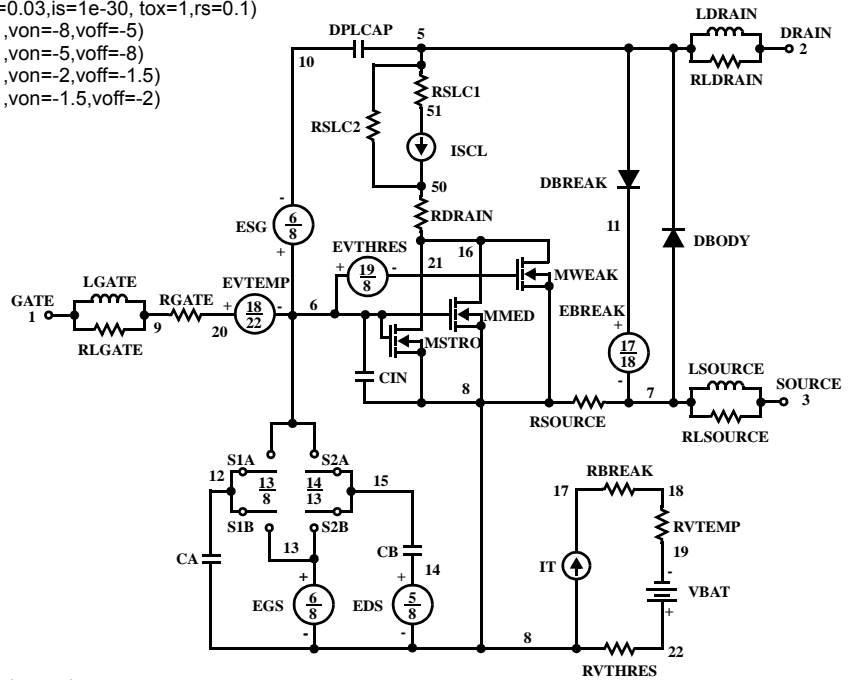 =0.03,is=1e-30, tox=1,rs=0.1)
,von=-8,voff=-5)
,von=-5,voff=-8)
,von=-2,voff=-1.5)
,von=-1.5,voff=-2)
LDRAIN
DPLCAP 5 DRAIN
2
10
RLDRAIN
RSLC1
51
RSLC2
ISCL
50
DBREAK
RDRAIN
ESG 6 8
- +
11
DBODY
EVTHRES
+ 19 8 -
21
16
MWEAK
LGATE
EVTEMP
GATE
1
RGATE
+ 18 22 -
6
EBREAK
MMED
+
9
20
MSTRO
17 18
RLGATE
-
LSOURCE
CIN
8
7
SOURCE
3
RSOURCE
RLSOURCE
S1A S2A
12
13 8
14 13
15
RBREAK
17 18
S1B S2B
RVTEMP
13
CB
19
CA
14
IT
-
+ +
VBAT
EGS 6 8
EDS 5 8
+
- -
8
22
RVTHRES